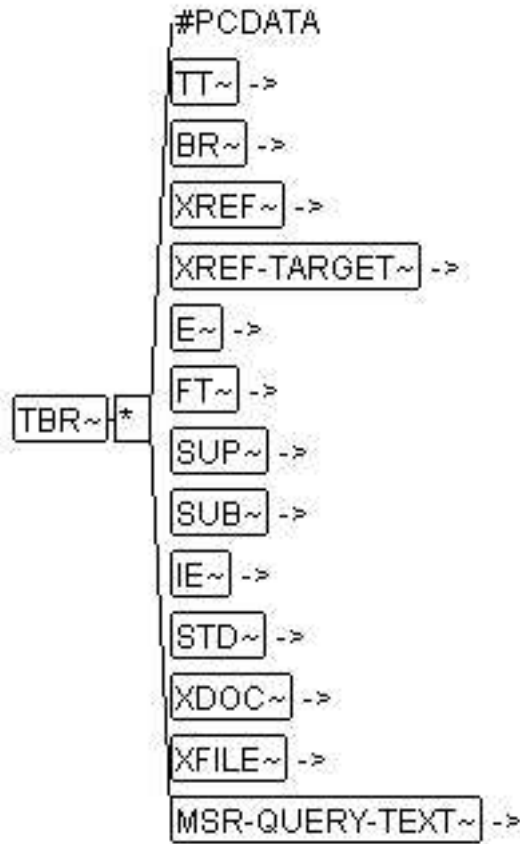 #PCDATA
TT~ ->
BR~ ->
XREF~ ->
XREF-TARGET~ ->
E~ ->
FT~ ->
TBR~ *
SUP~ ->
SUB~ ->
IE~ ->
STD~ ->
XDOC~ ->
XFILE~ ->
MSR-QUERY-TEXT~ ->